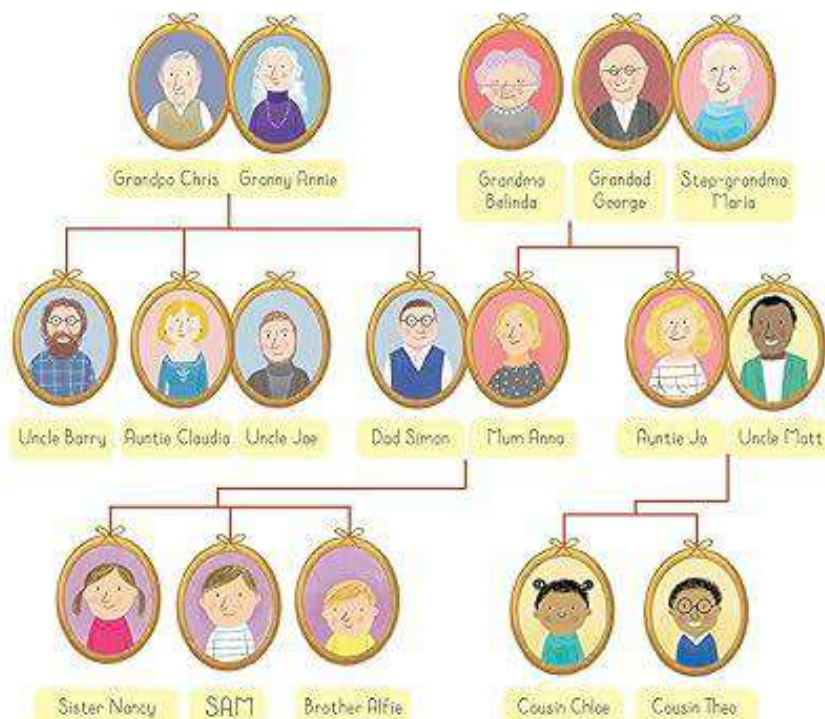 Grandpa Chris
Granny Annie
Grandma
Belinda
Grandad
George
Step-grandma
Maria
Uncle Barry
Auntie Claudia
Uncle Joe
Dad Simon
Mum Anna
Auntie Jo
Uncle Matt
Sister Nancy
SAM
Brother Alfie
Cousin Chloe
Cousin Theo